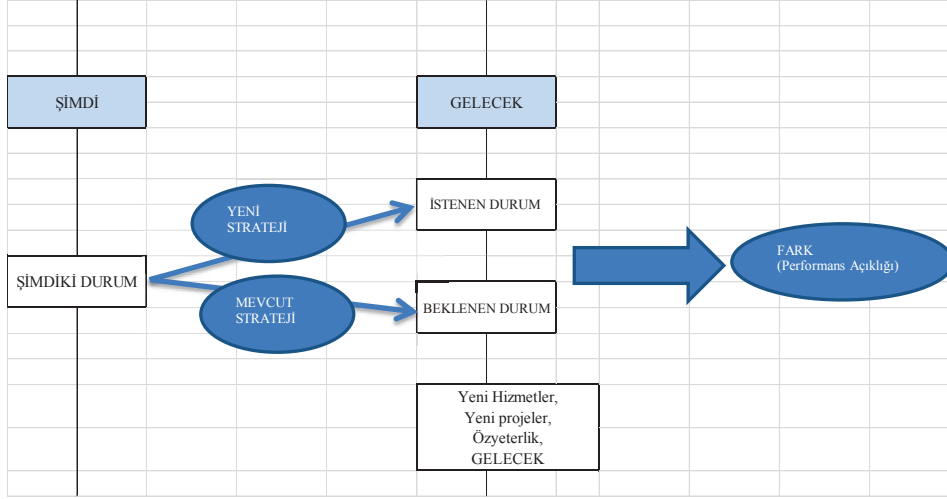 ŞİMDİ
GELECEK
YENİ
STRATEJİ
İSTENEN DURUM
ŞİMDİKİ DURUM
MEVCUT
STRATEJİ
BEKLENEN DURUM
FARK
(Performans Açıklığı)
Yeni Hizmetler,
Yeni projeler,
Özyeterlik,
GELECEK